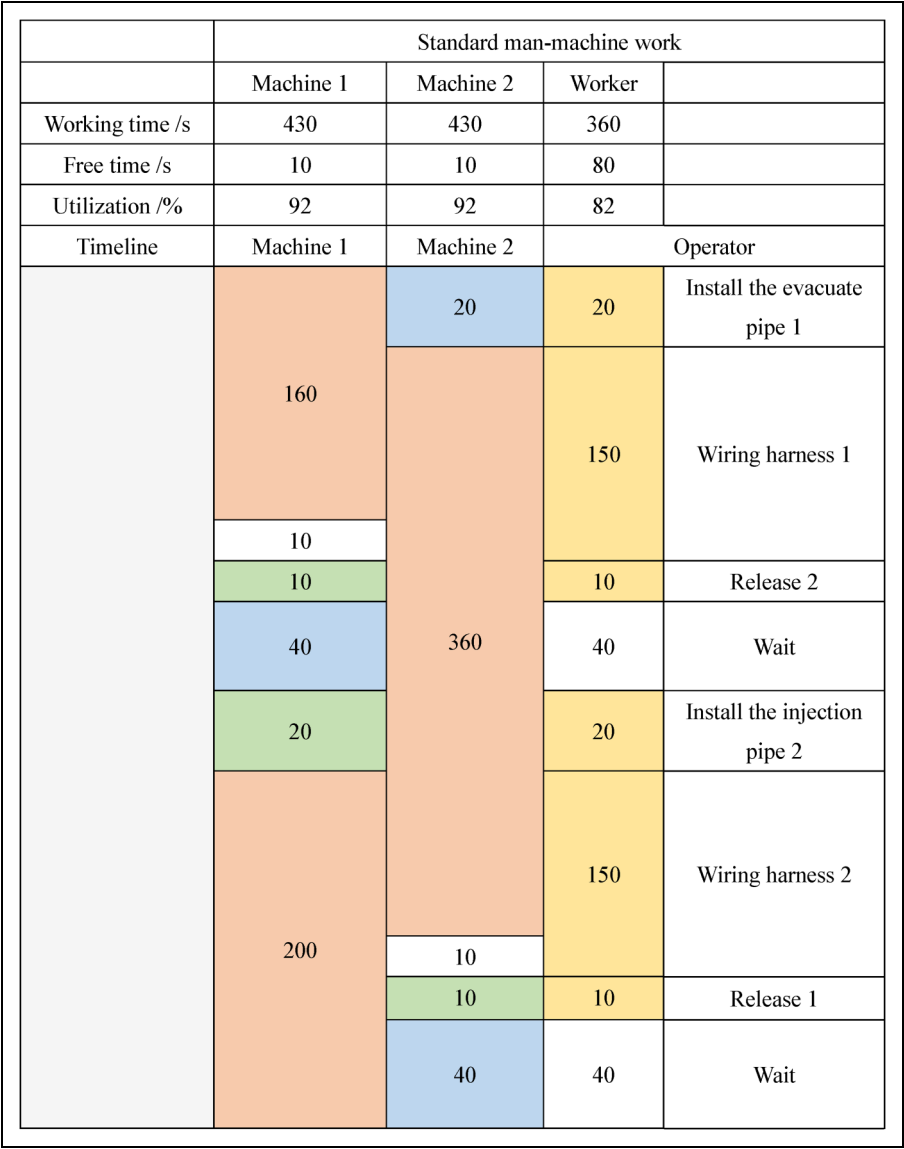 Standard man-machine work
Machine 1 Machine 2 Worker
Working time /s 430 430 360
Free time /s 10 10 80
Utilization /% 92 92 82
Timeline Machine 1 Machine 2 Operator
20 20 Install the evacuate
pipe 1
160
150 Wiring harness 1
10
10 10 Release 2
40 360 40 Wait
20 20 Install the injection
pipe 2
150 Wiring harness 2
200 10
10 10 Release 1
40 40 Wait